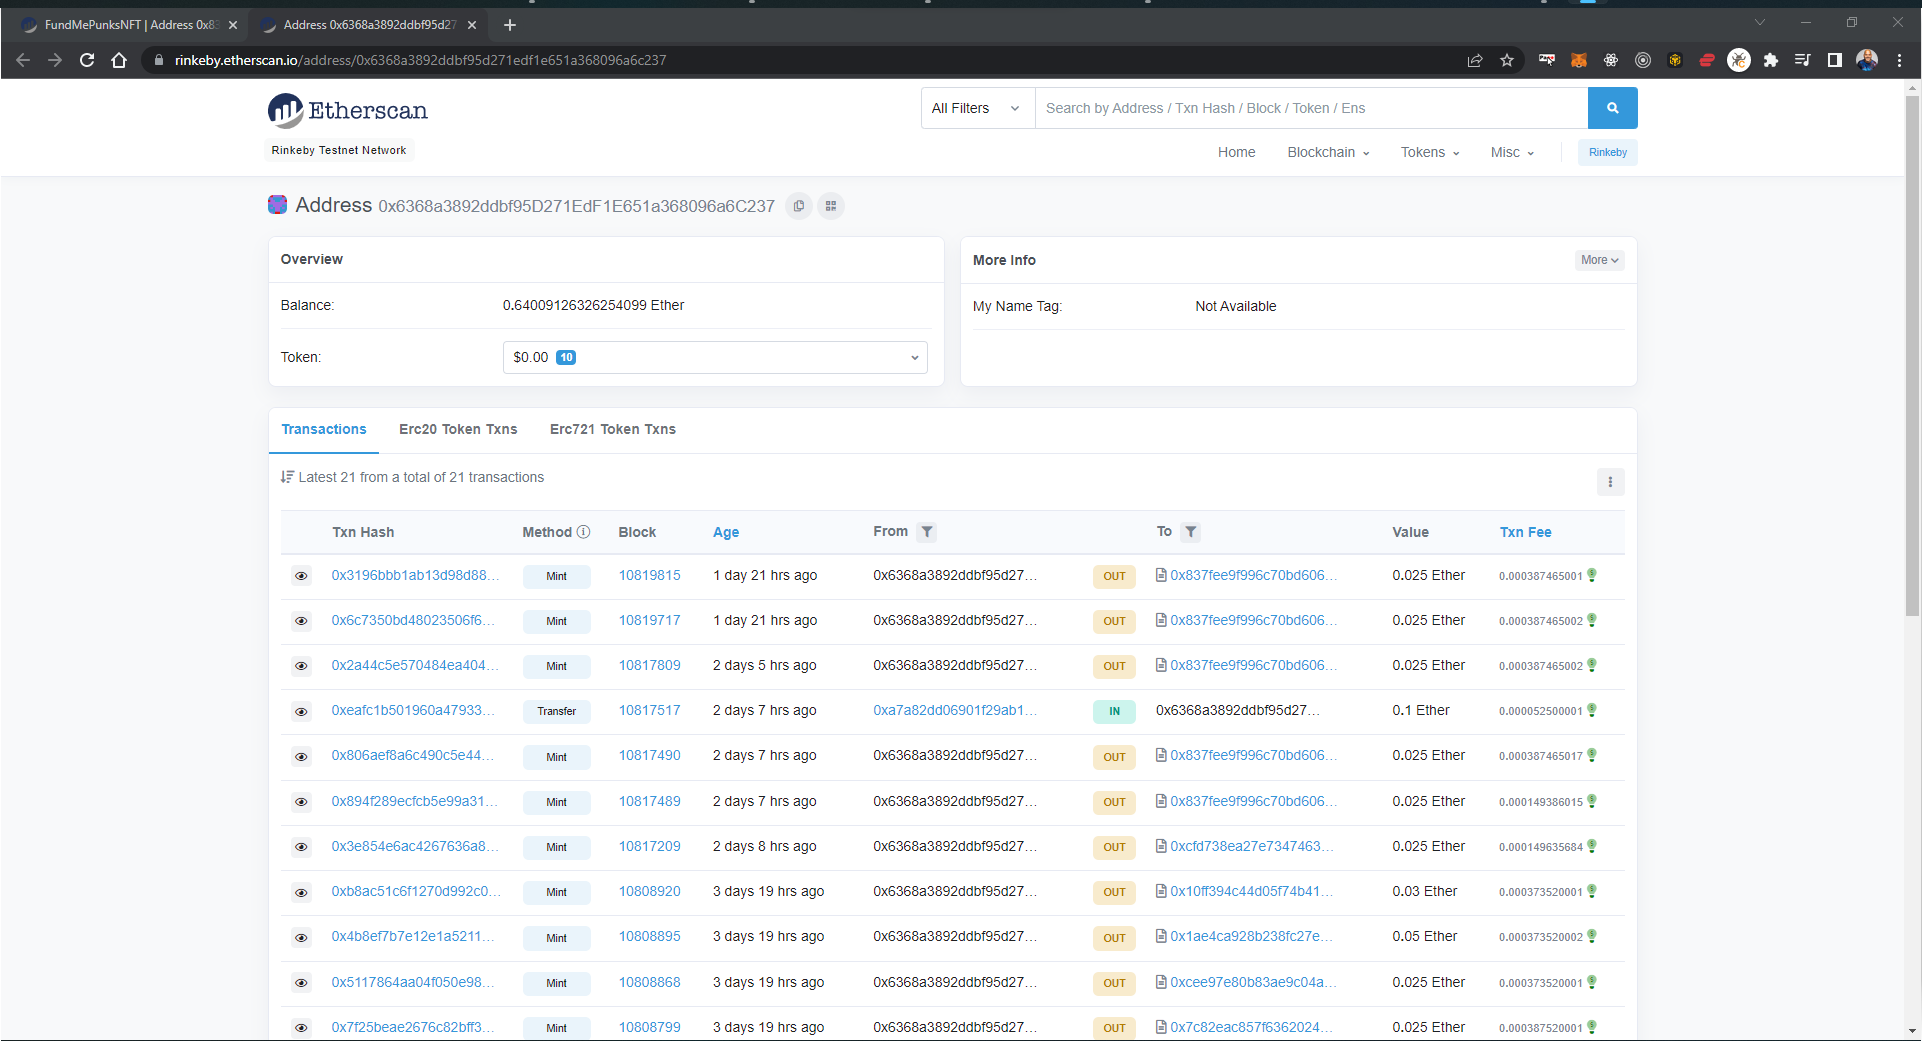 FundMePunksNFT | Address 0x83
Address 0x6368a3892ddbf95d27
rinkeby.etherscan.io/address/0x6368a3892ddbf95d271edf1e651a368096a6c237
Etherscan
All Filters
Search by Address / Txn Hash / Block / Token / Ens
Rinkeby Testnet Network
Home Blockchain Tokens Misc Rinkeby
Address 0x6368a3892ddbf95D271EdF1E651a368096a6C237
Overview
Balance: 0.64009126326254099 Ether
Token: $0.00 10
More Info More
My Name Tag: Not Available
Transactions Erc20 Token Txns Erc721 Token Txns
Latest 21 from a total of 21 transactions
Txn Hash Method Block Age From To Value Txn Fee
0x3196bbb1ab13d98d88... Mint 10819815 1 day 21 hrs ago 0x6368a3892ddbf95d27... OUT 0x837fee9f996c70bd606... 0.025 Ether 0.000387465001
0x6c7350bd48023506f6... Mint 10819717 1 day 21 hrs ago 0x6368a3892ddbf95d27... OUT 0x837fee9f996c70bd606... 0.025 Ether 0.000387465002
0x2a44c5e570484ea404... Mint 10817809 2 days 5 hrs ago 0x6368a3892ddbf95d27... OUT 0x837fee9f996c70bd606... 0.025 Ether 0.000387465002
0xeafc1b501960a47933... Transfer 10817517 2 days 7 hrs ago 0xa7a82dd06901f29ab1... IN 0x6368a3892ddbf95d27... 0.1 Ether 0.000052500001
0x806aef8a6c490c5e44... Mint 10817490 2 days 7 hrs ago 0x6368a3892ddbf95d27... OUT 0x837fee9f996c70bd606... 0.025 Ether 0.000387465017
0x894f289ecfcb5e99a31... Mint 10817489 2 days 7 hrs ago 0x6368a3892ddbf95d27... OUT 0x837fee9f996c70bd606... 0.025 Ether 0.000149386015
0x3e854e6ac4267636a8... Mint 10817209 2 days 8 hrs ago 0x6368a3892ddbf95d27... OUT 0xcfd738ea27e7347463... 0.025 Ether 0.000149635684
0xb8ac51c6f1270d992c0... Mint 10808920 3 days 19 hrs ago 0x6368a3892ddbf95d27... OUT 0x10ff394c44d05f74b41... 0.03 Ether 0.000373520001
0x4b8ef7b7e12e1a5211... Mint 10808895 3 days 19 hrs ago 0x6368a3892ddbf95d27... OUT 0x1ae4ca928b238fc27e... 0.05 Ether 0.000373520002
0x5117864aa04f050e98... Mint 10808868 3 days 19 hrs ago 0x6368a3892ddbf95d27... OUT 0xcee97e80b83ae9c04a... 0.025 Ether 0.000373520001
0x7f25beae2676c82bff3... Mint 10808799 3 days 19 hrs ago 0x6368a3892ddbf95d27... OUT 0x7c82eac857f6362024... 0.025 Ether 0.000387520001